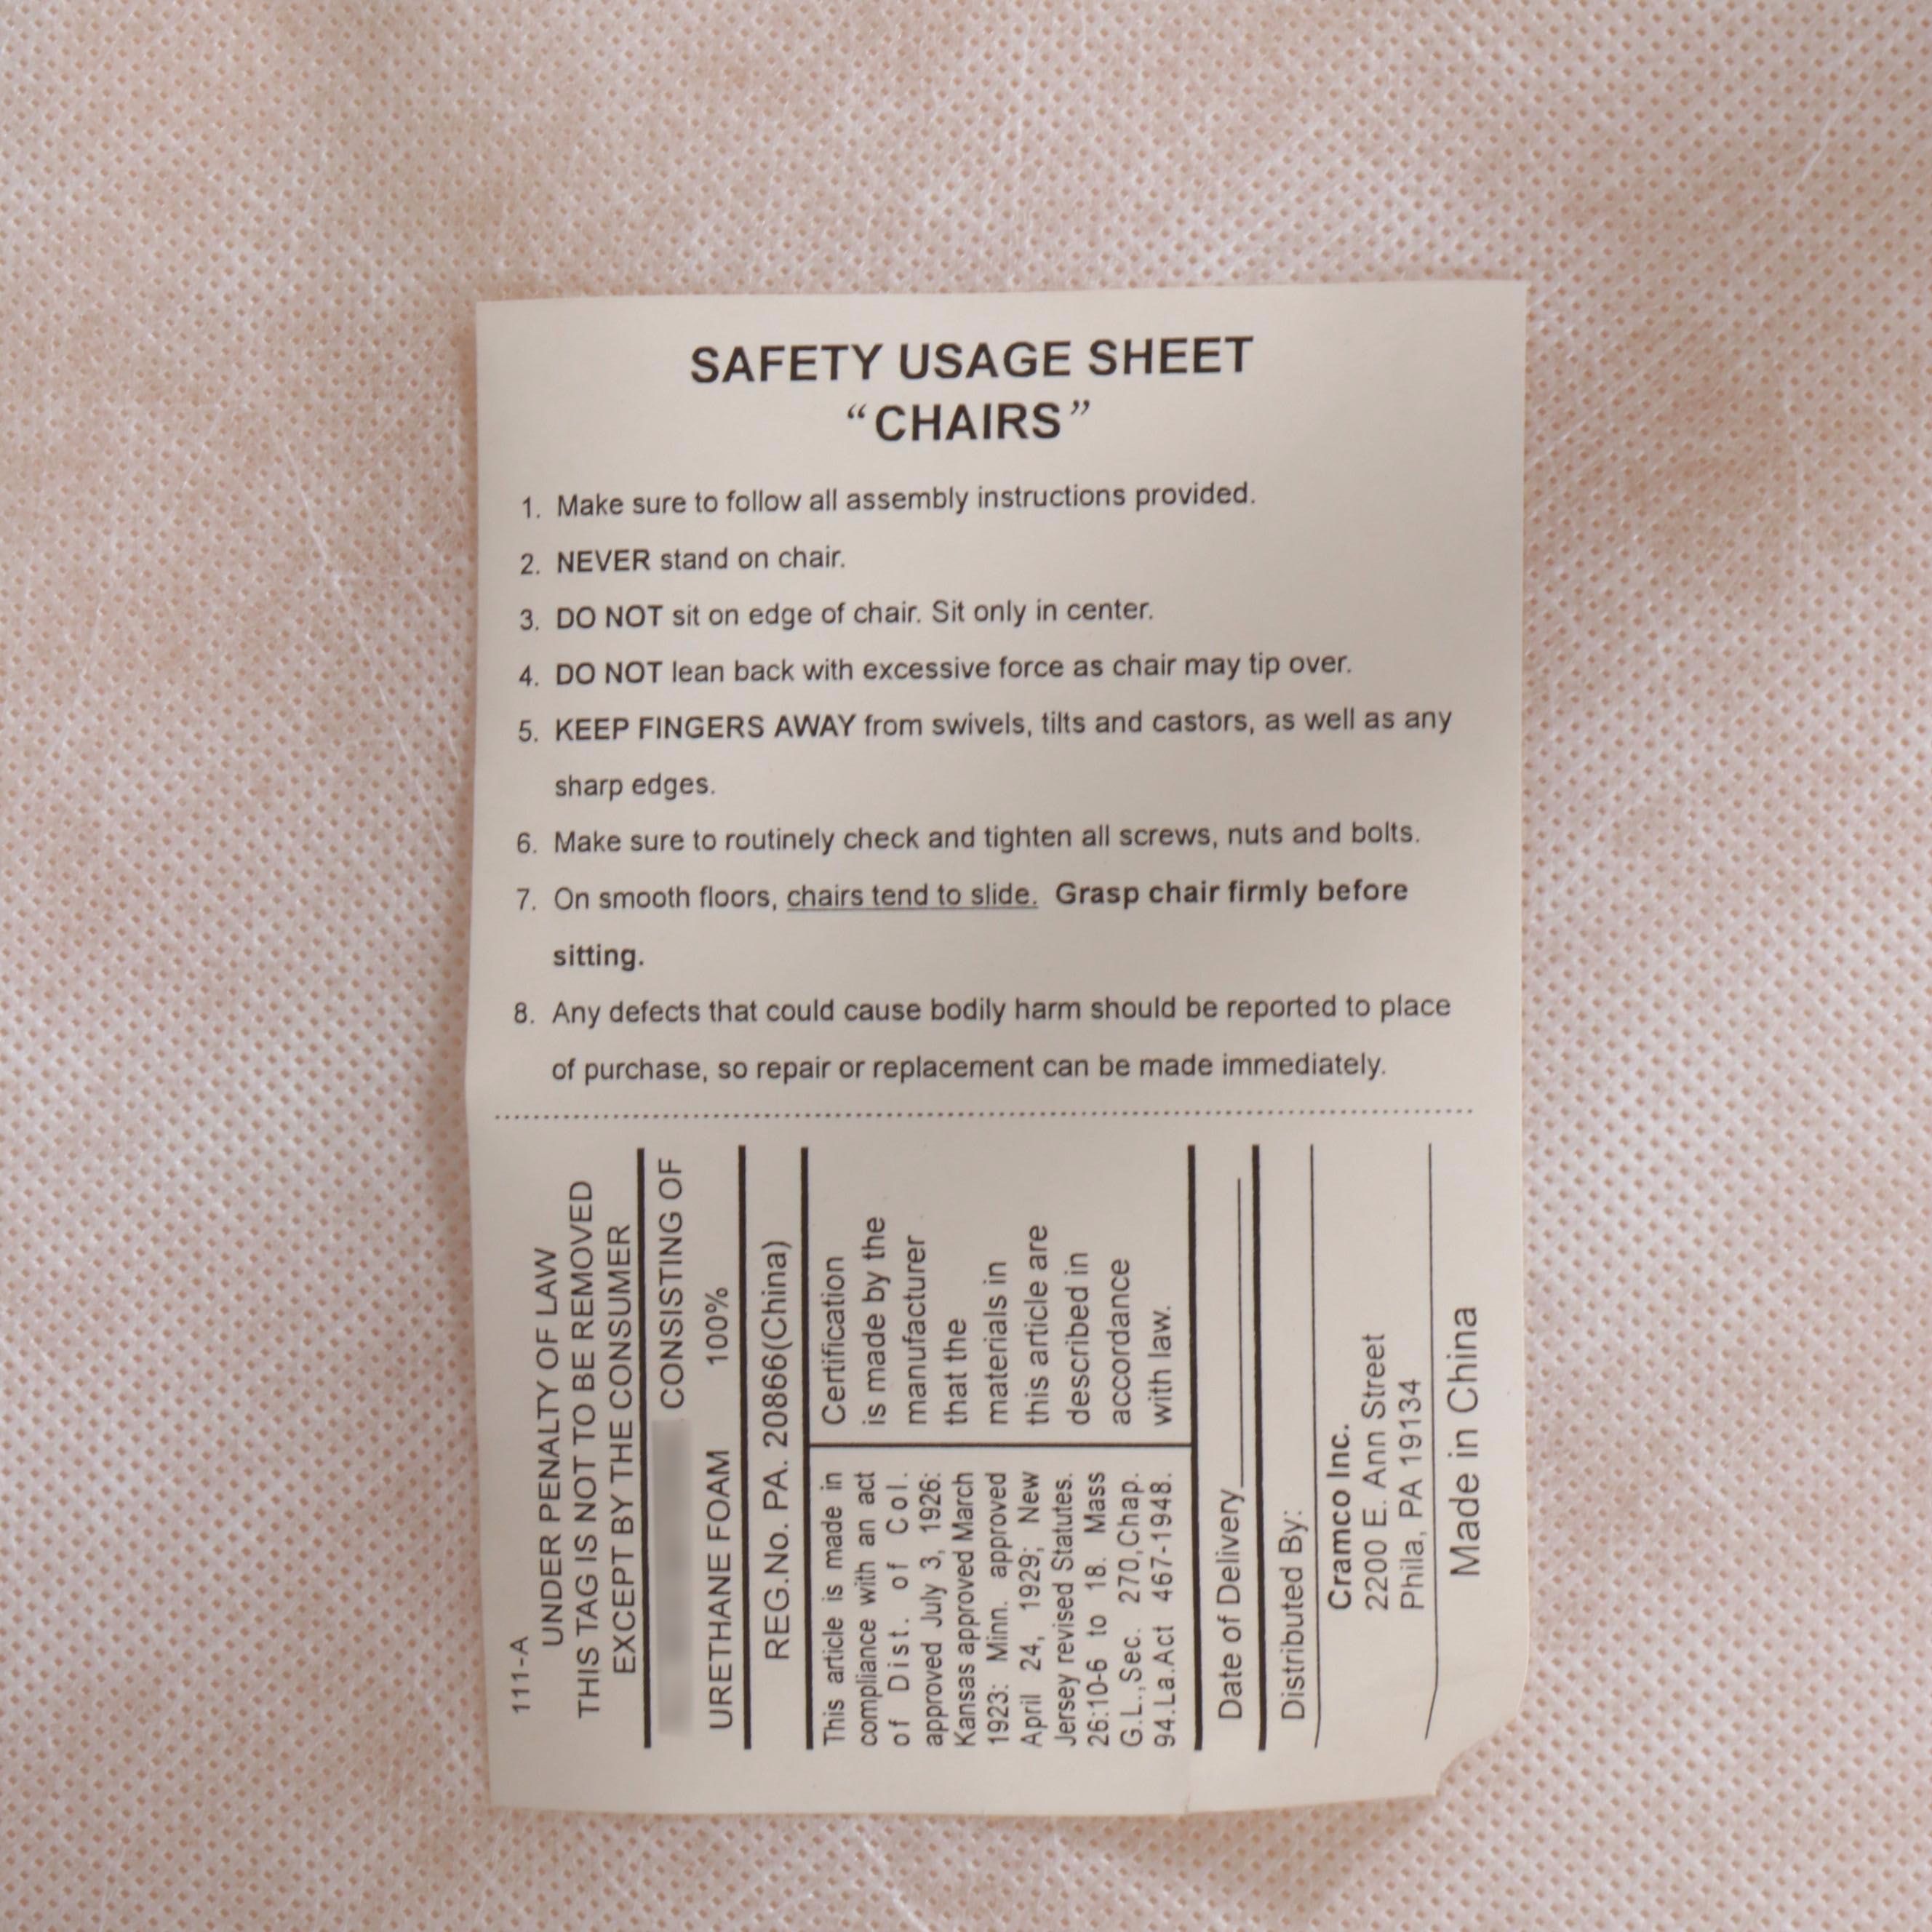 SAFETY USAGE SHEET
“CHAIRS”
1. Make sure to follow all assembly instructions provided.
2. NEVER stand on chair.
3. DO NOT sit on edge of chair. Sit only in center.
4. DO NOT lean back with excessive force as chair may tip over.
5. KEEP FINGERS AWAY from swivels, tilts and castors, as well as any
sharp edges.
6. Make sure to routinely check and tighten all screws, nuts and bolts.
7. On smooth floors, chairs tend to slide. Grasp chair firmly before
sitting.
8. Any defects that could cause bodily harm should be reported to place
of purchase, so repair or replacement can be made immediately.
111-A
UNDER PENALTY OF LAW
THIS TAG IS NOT TO BE REMOVED
EXCEPT BY THE CONSUMER
CONSISTING OF
URETHANE FOAM 100%
REG.No. PA. 20866(China)
This article is made in
compliance with an act
of Dist. of Col.
approved July 3, 1926:
Kansas approved March
1923: Minn. approved
April 24, 1929; New
Jersey revised Statutes.
26:10-6 to 18. Mass
G.L.,Sec. 270,Chap.
94.La.Act 467-1948.
Certification
is made by the
manufacturer
that the
materials in
this article are
described in
accordance
with law.
Date of Delivery
Distributed By:
Cramco Inc.
2200 E. Ann Street
Phila, PA 19134
Made in China